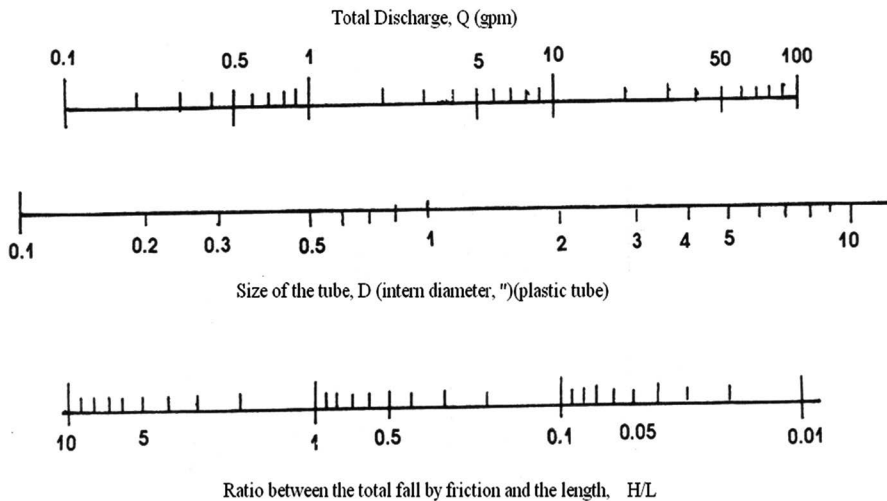 Total Discharge, Q (gpm)
0.1 0.5 1 5 10 50 100
0.1 0.2 0.3 0.5 1 2 3 4 5 10
Size of the tube, D (intern diameter, ")(plastic tube)
10 5 1 0.5 0.1 0.05 0.01
Ratio between the total fall by friction and the length, H/L